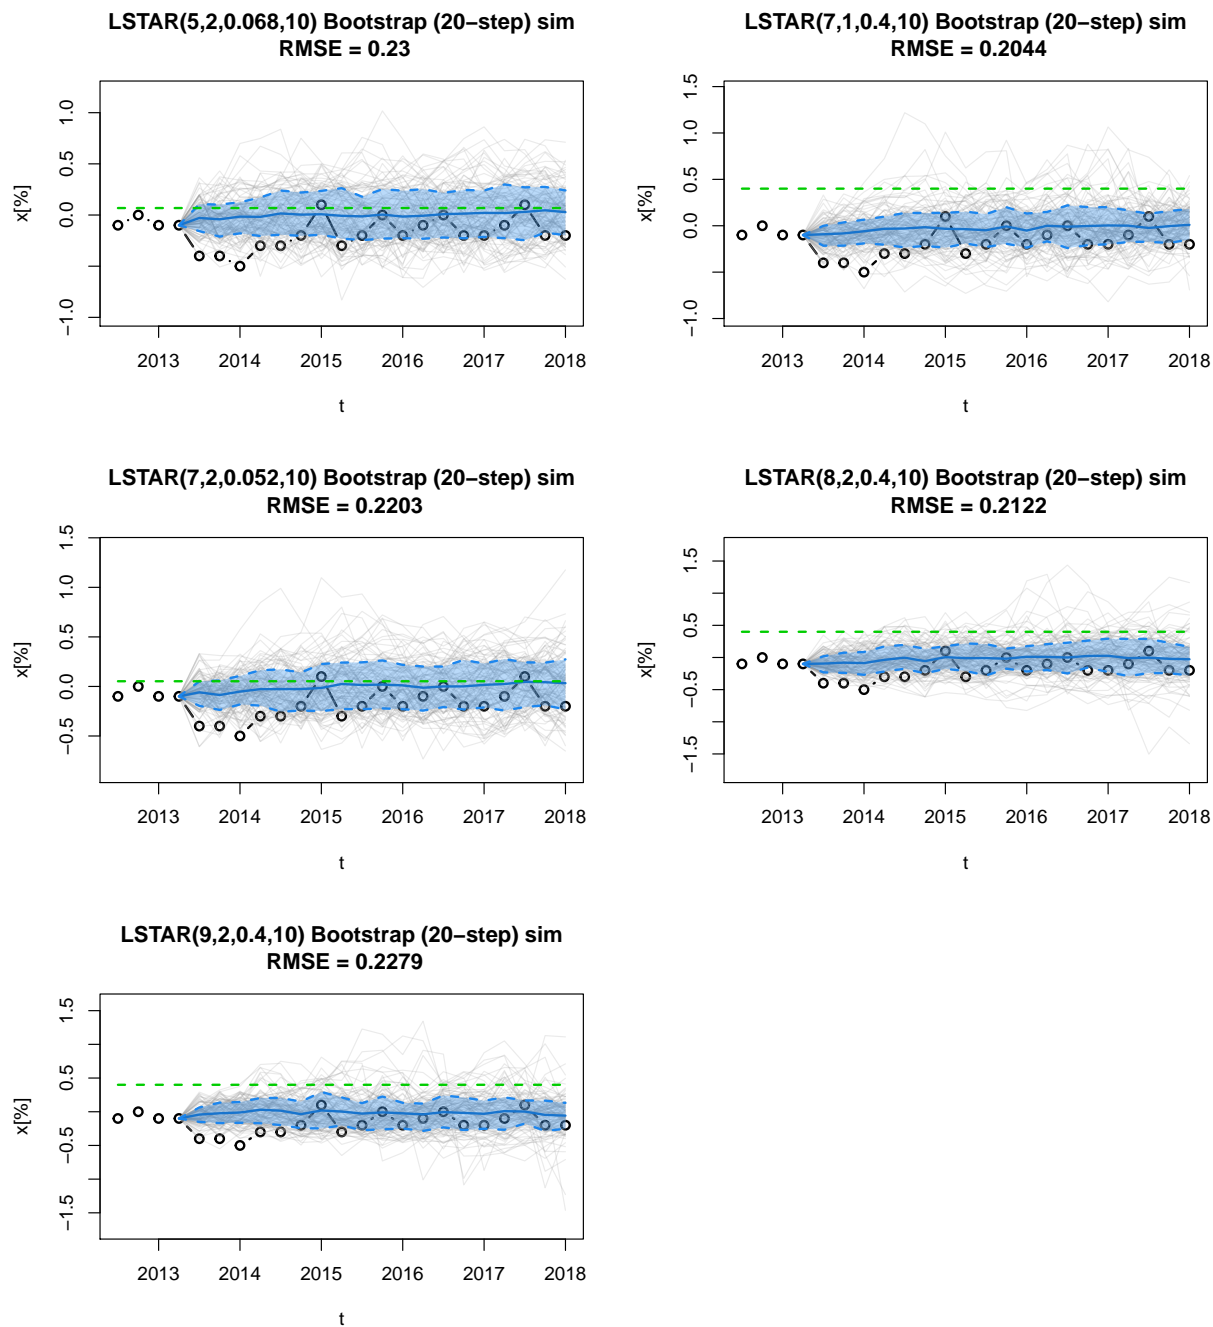 LSTAR(5,2,0.068,10) Bootstrap (20−step) sim
RMSE = 0.23
x[%]
1.0
0.5
0.0
−1.0
2013 2014 2015 2016 2017 2018
t
LSTAR(7,1,0.4,10) Bootstrap (20−step) sim
RMSE = 0.2044
x[%]
1.5
1.0
0.5
0.0
−1.0
2013 2014 2015 2016 2017 2018
t
LSTAR(7,2,0.052,10) Bootstrap (20−step) sim
RMSE = 0.2203
x[%]
1.5
1.0
0.5
0.0
−0.5
2013 2014 2015 2016 2017 2018
t
LSTAR(8,2,0.4,10) Bootstrap (20−step) sim
RMSE = 0.2122
x[%]
1.5
0.5
−0.5
−1.5
2013 2014 2015 2016 2017 2018
t
LSTAR(9,2,0.4,10) Bootstrap (20−step) sim
RMSE = 0.2279
x[%]
1.5
0.5
−0.5
−1.5
2013 2014 2015 2016 2017 2018
t